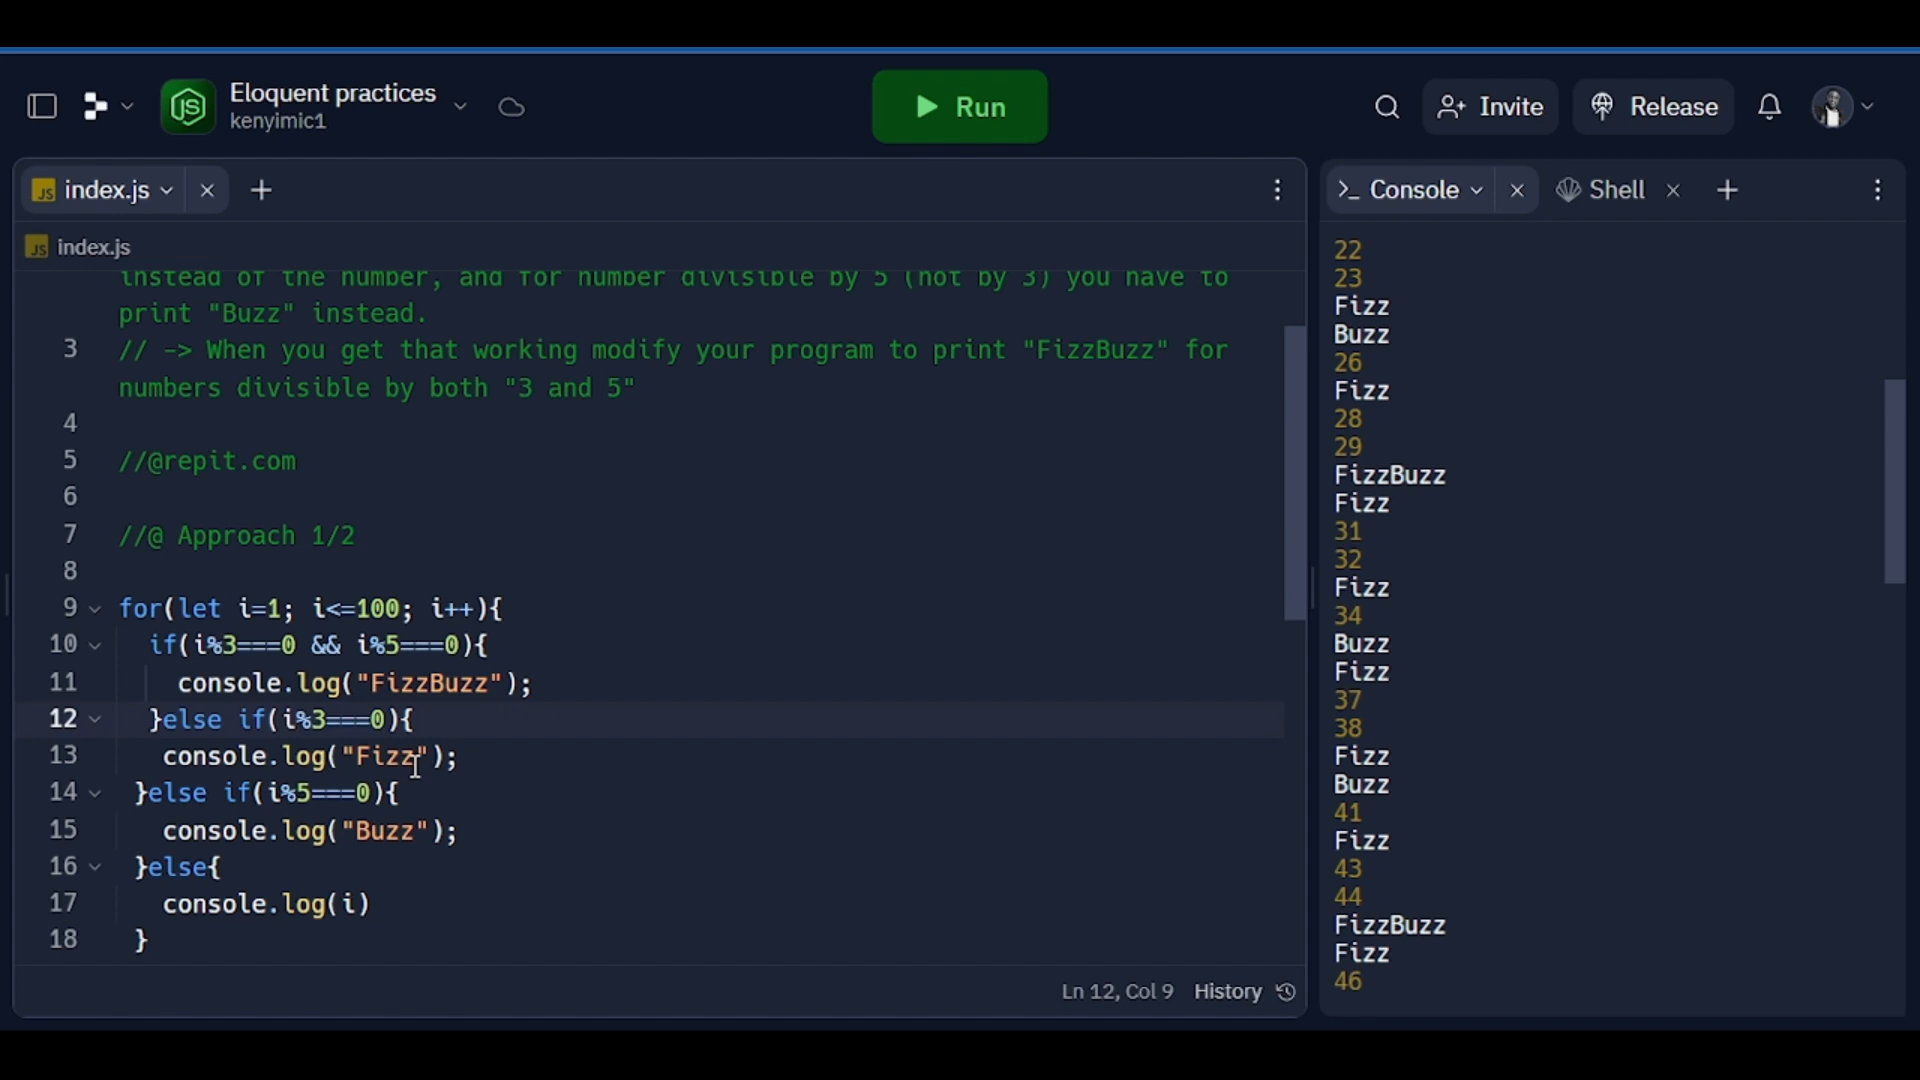 Eloquent practices
kenyimic1
Run
Invite
Release
index.js
index.js
instead of the number, and for number divisible by 5 (not by 3) you have to
print "Buzz" instead.
3 // -> When you get that working modify your program to print "FizzBuzz" for
numbers divisible by both "3 and 5"
4
5 //@repit.com
6
7 //@ Approach 1/2
8
9 for(let i=1; i<=100; i++){
10 if(i%3===0 && i%5===0){
11 console.log("FizzBuzz");
12 }else if(i%3===0){
13 console.log("Fizz");
14 }else if(i%5===0){
15 console.log("Buzz");
16 }else{
17 console.log(i)
18 }
Ln 12, Col 9 History
Console
Shell
22
23
Fizz
Buzz
26
Fizz
28
29
FizzBuzz
Fizz
31
32
Fizz
34
Buzz
Fizz
37
38
Fizz
Buzz
41
Fizz
43
44
FizzBuzz
Fizz
46